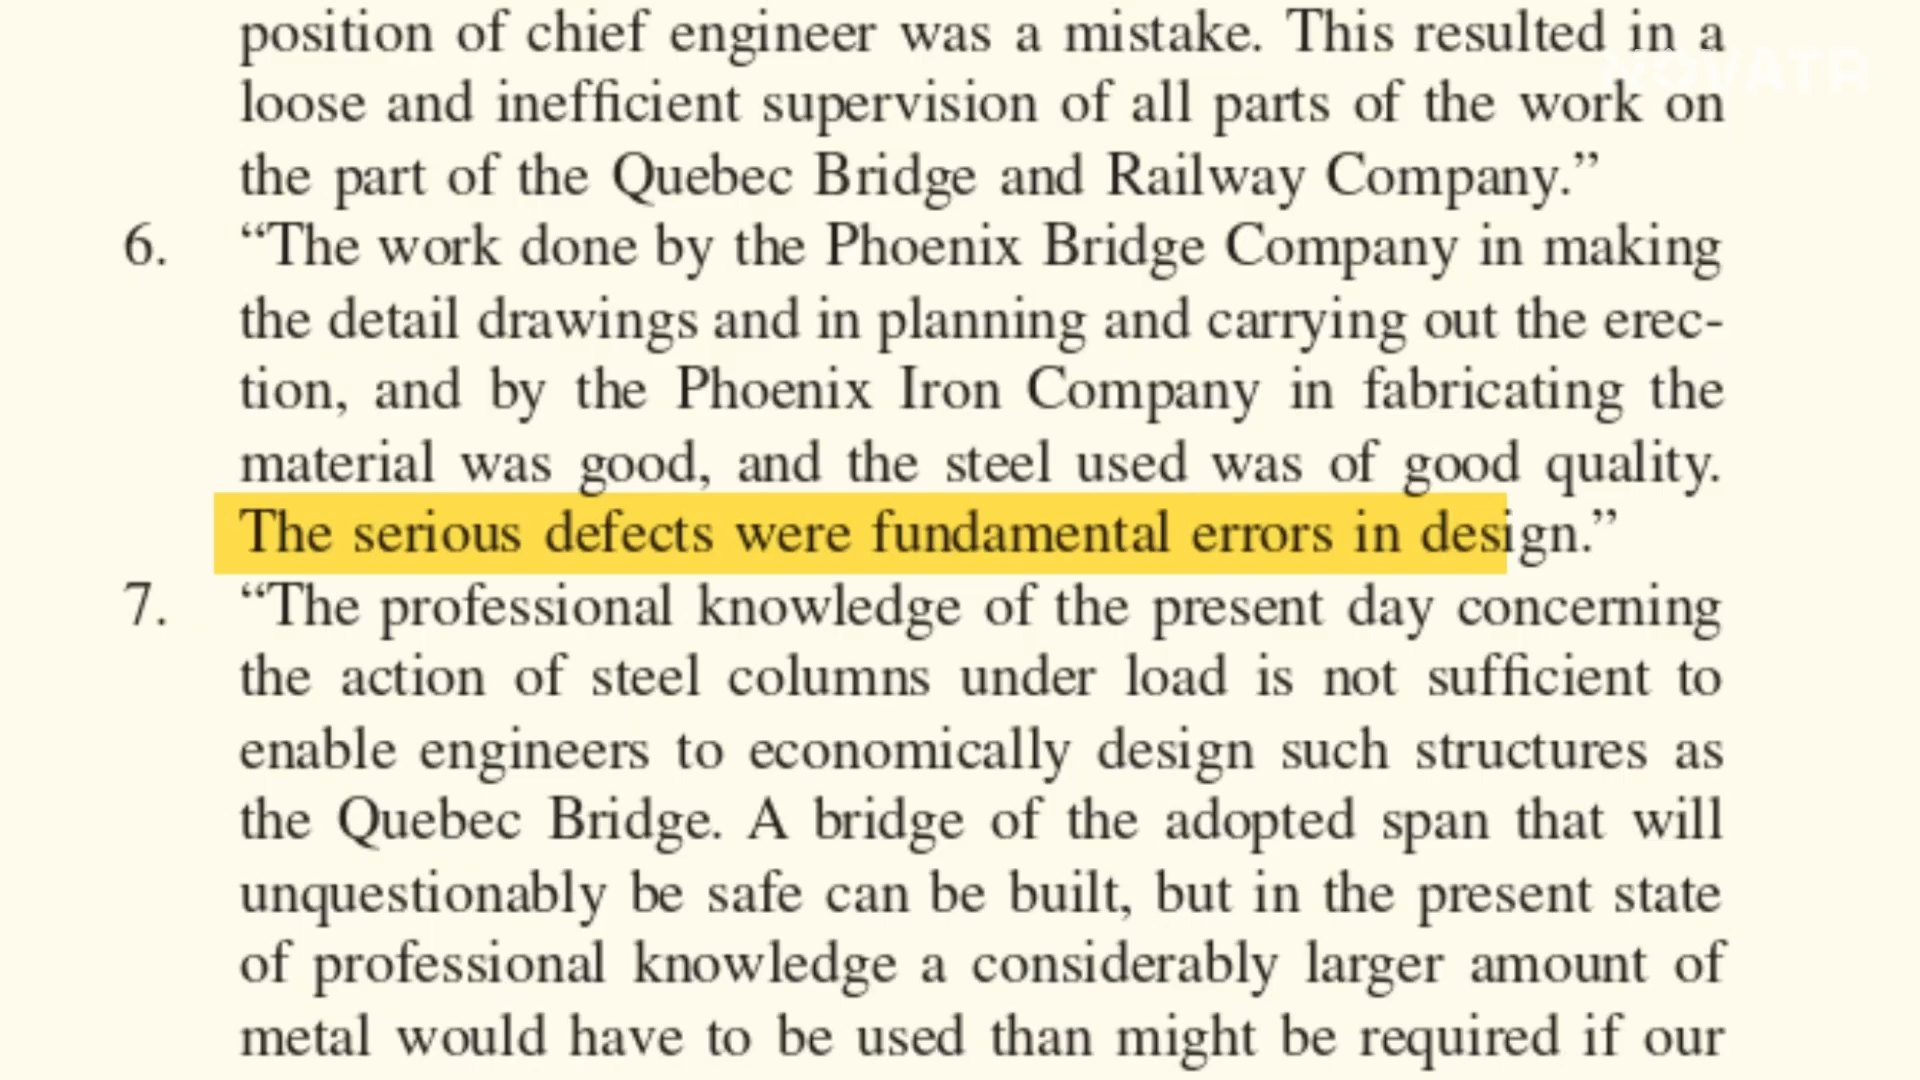 NOVATR
position of chief engineer was a mistake. This resulted in a
loose and inefficient supervision of all parts of the work on
the part of the Quebec Bridge and Railway Company.”
6. “The work done by the Phoenix Bridge Company in making
the detail drawings and in planning and carrying out the erec-
tion, and by the Phoenix Iron Company in fabricating the
material was good, and the steel used was of good quality.
The serious defects were fundamental errors in design.”
7. “The professional knowledge of the present day concerning
the action of steel columns under load is not sufficient to
enable engineers to economically design such structures as
the Quebec Bridge. A bridge of the adopted span that will
unquestionably be safe can be built, but in the present state
of professional knowledge a considerably larger amount of
metal would have to be used than might be required if our